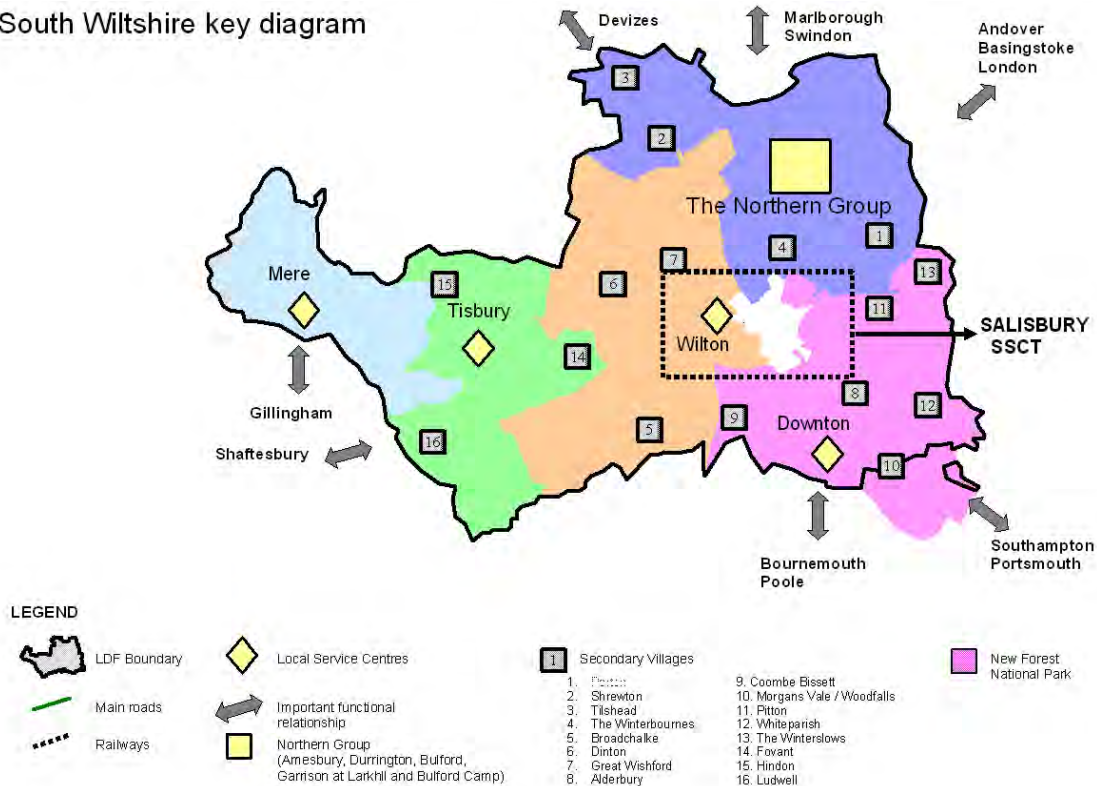 South Wiltshire key diagram
Devizes
Marlborough
Swindon
Andover
Basingstoke
London
3
2
The Northern Group
1
4
7
13
Mere
15
6
11
Tisbury
Wilton
SALISBURY
SSCT
14
8
Gillingham
9
12
Downton
5
16
Shaftesbury
10
Southampton
Portsmouth
Bournemouth
Poole
LEGEND
LDF Boundary
Main roads
Railways
Local Service Centres
Important functional
relationship
Northern Group
(Amesbury, Durrington, Bulford,
Garrison at Larkhill and Bulford Camp)
1 Secondary Villages
1.
2. Shrewton
3. Tilshead
4. The Winterbournes
5. Broadchalke
6. Dinton
7. Great Wishford
8. Alderbury
9. Coombe Bissett
10. Morgans Vale / Woodfalls
11. Pitton
12. Whiteparish
13. The Winterslows
14. Fovant
15. Hindon
16. Ludwell
New Forest
National Park